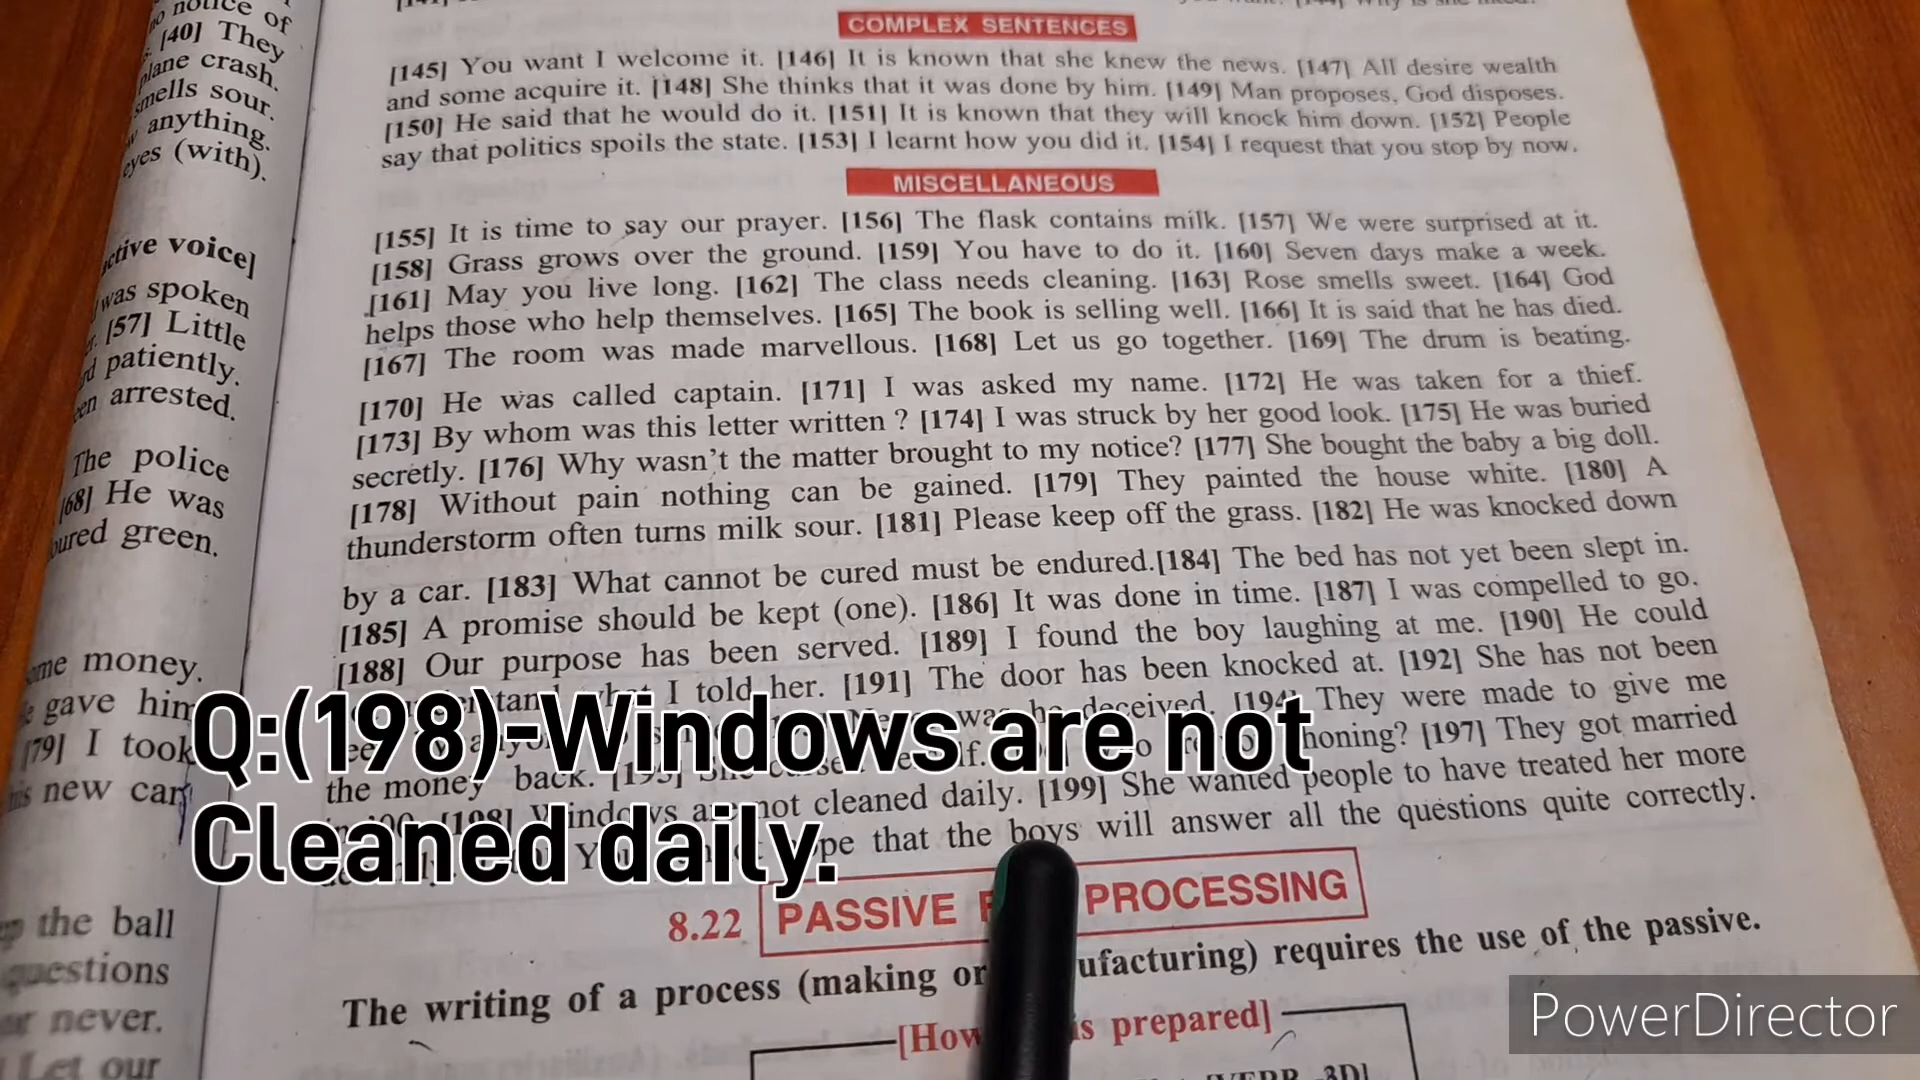 no notice of
[40] They
plane crash.
smells sour.
anything.
eyes (with).
active voice]
was spoken
[57] Little
patiently.
arrested.
The police
[68] He was
green.
money.
gave him
[79] I took
new car
the ball
questions
or never.
Let our
COMPLEX SENTENCES
[145] You want I welcome it. [146] It is known that she knew the news. [147] All desire wealth
and some acquire it. [148] She thinks that it was done by him. [149] Man proposes, God disposes.
[150] He said that he would do it. [151] It is known that they will knock him down. [152] People
say that politics spoils the state. [153] I learnt how you did it. [154] I request that you stop by now.
MISCELLANEOUS
[155] It is time to say our prayer. [156] The flask contains milk. [157] We were surprised at it.
[158] Grass grows over the ground. [159] You have to do it. [160] Seven days make a week.
[161] May you live long. [162] The class needs cleaning. [163] Rose smells sweet. [164] God
helps those who help themselves. [165] The book is selling well. [166] It is said that he has died.
[167] The room was made marvellous. [168] Let us go together. [169] The drum is beating.
[170] He was called captain. [171] I was asked my name. [172] He was taken for a thief.
[173] By whom was this letter written ? [174] I was struck by her good look. [175] He was buried
secretly. [176] Why wasn't the matter brought to my notice? [177] She bought the baby a big doll.
[178] Without pain nothing can be gained. [179] They painted the house white. [180] A
thunderstorm often turns milk sour. [181] Please keep off the grass. [182] He was knocked down
by a car. [183] What cannot be cured must be endured.[184] The bed has not yet been slept in.
[185] A promise should be kept (one). [186] It was done in time. [187] I was compelled to go.
[188] Our purpose has been served. [189] I found the boy laughing at me. [190] He could
what I told her. [191] The door has been knocked at. [192] She has not been
was he deceived. [194] They were made to give me
the money back. [195] She honing? [197] They got married
[198] Windows are not cleaned daily. [199] She wanted people to have treated her more
that the boys will answer all the questions quite correctly.
Q:(198)-Windows are not
Cleaned daily.
8.22 PASSIVE PROCESSING
The writing of a process (making or ufacturing) requires the use of the passive.
[How is prepared]
PowerDirector